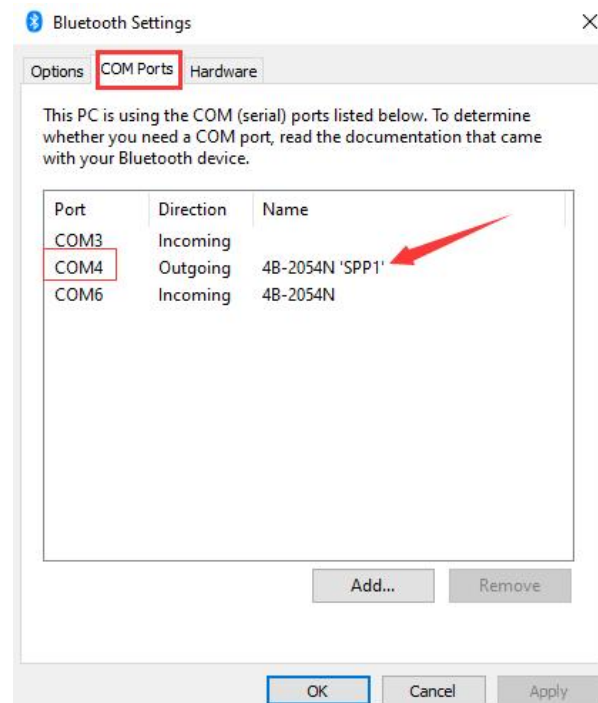 Bluetooth Settings
Options COM Ports Hardware
This PC is using the COM (serial) ports listed below. To determine
whether you need a COM port, read the documentation that came
with your Bluetooth device.
Port Direction Name
COM3 Incoming
COM4 Outgoing 4B-2054N 'SPP1'
COM6 Incoming 4B-2054N
Add... Remove
OK Cancel Apply